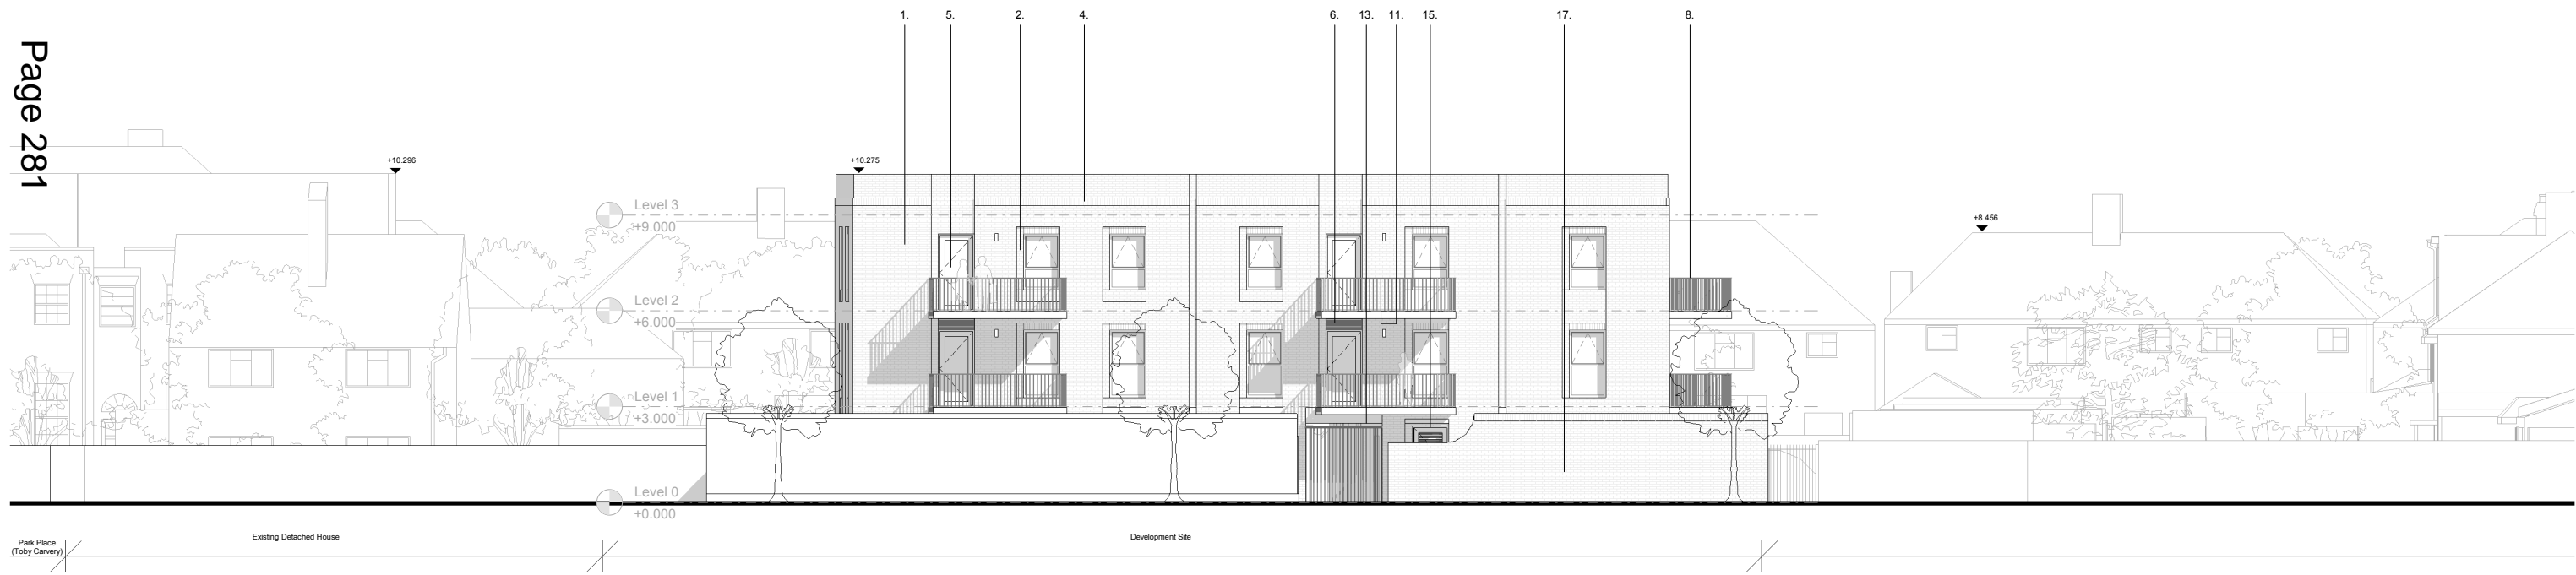 Page 281
1. 5. 2. 4. 6. 13. 11. 15. 17. 8.
+10.296
+10.275
Level 3
+9.000
+8.456
Level 2
+6.000
Level 1
+3.000
Level 0
+0.000
Park Place
(Toby Carvery)
Existing Detached House
Development Site